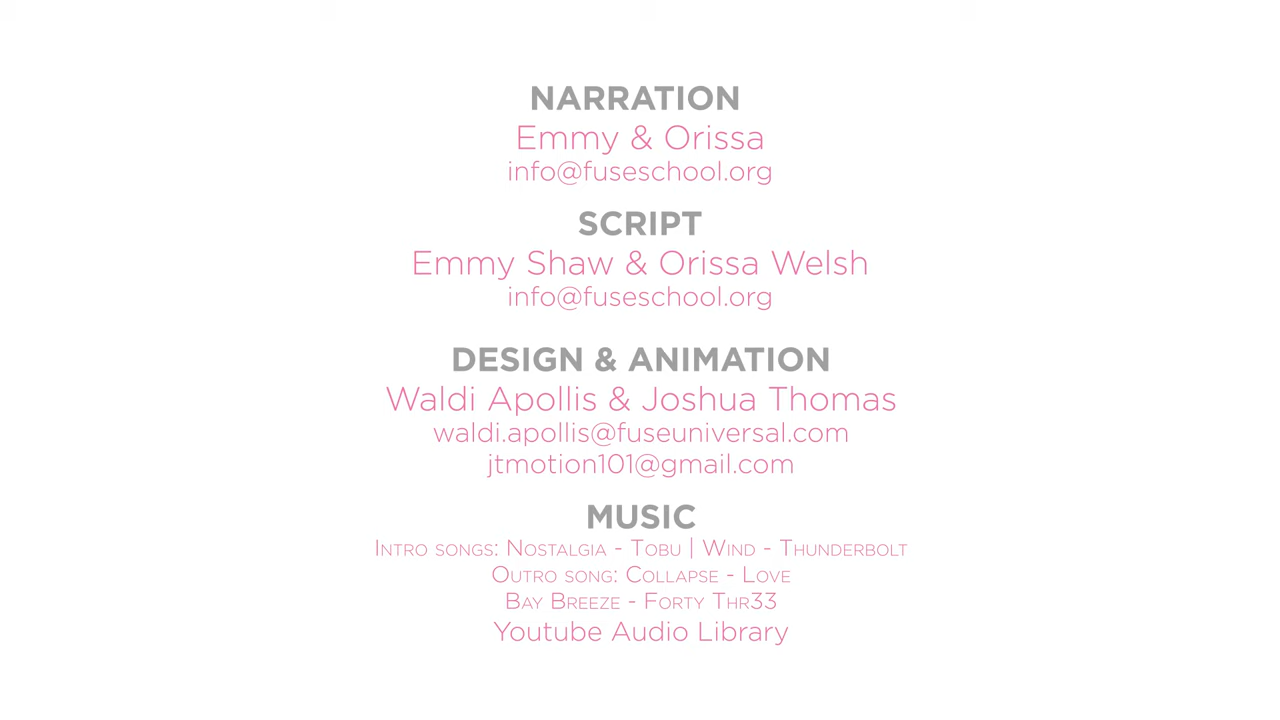 NARRATION
Emmy & Orissa
info@fuseschool.org
SCRIPT
Emmy Shaw & Orissa Welsh
info@fuseschool.org
DESIGN & ANIMATION
Waldi Apollis & Joshua Thomas
waldi.apollis@fuseuniversal.com
jtmotion101@gmail.com
MUSIC
Intro songs: Nostalgia - Tobu | Wind - Thunderbolt
Outro song: Collapse - Love
Bay Breeze - Forty Thr33
Youtube Audio Library